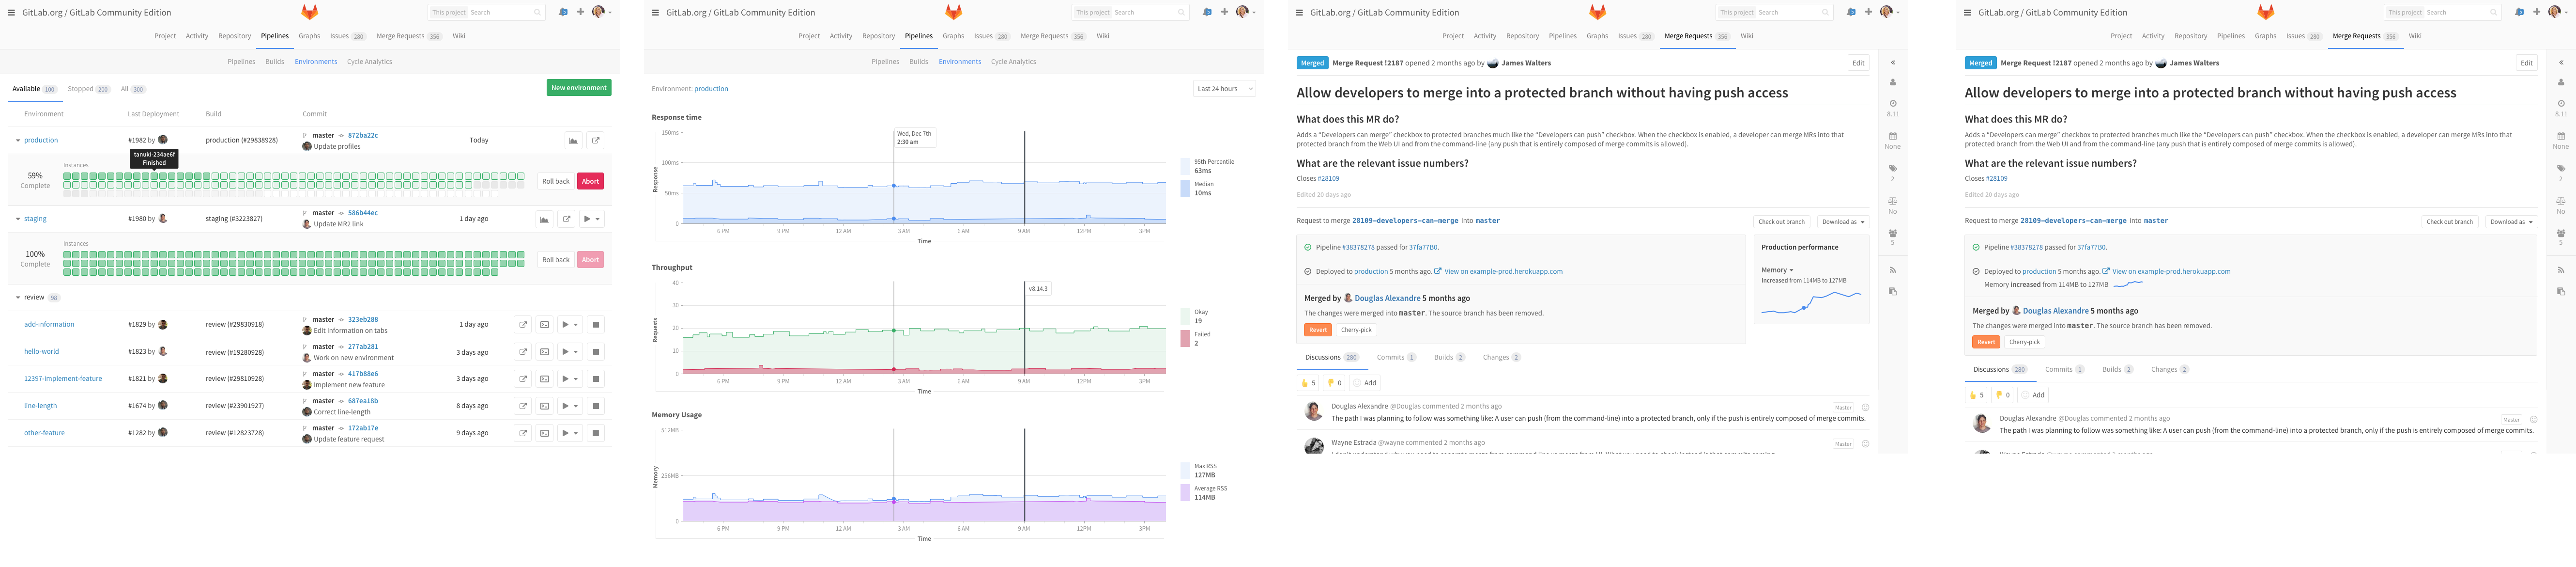 GitLab.org / GitLab Community Edition
This project Search
Project Activity Repository Pipelines Graphs Issues 280 Merge Requests 356 Wiki
Pipelines Builds Environments Cycle Analytics
Available 100 Stopped 200 All 300
New environment
Environment Last Deployment Build Commit
production #1982 by production (#29838928) master 872ba22c Today
Update profiles
tanuki-234ae6f
Finished
Instances
59%
Complete
Roll back Abort
staging #1980 by staging (#3223827) master 586b44ec 1 day ago
Update MR2 link
Instances
100%
Complete
Roll back Abort
review 98
add-information #1829 by review (#29830918) master 323eb288 1 day ago
Edit information on tabs
hello-world #1823 by review (#19280928) master 277ab281 3 days ago
Work on new environment
12397-implement-feature #1821 by review (#29810928) master 417b88e6 3 days ago
Implement new feature
line-length #1674 by review (#23901927) master 687ea18b 8 days ago
Correct line-length
other-feature #1282 by review (#12823728) master 172ab17e 9 days ago
Update feature request
GitLab.org / GitLab Community Edition
This project Search
Project Activity Repository Pipelines Graphs Issues 280 Merge Requests 356 Wiki
Pipelines Builds Environments Cycle Analytics
Environment: production
Last 24 hours
Response time
150ms
100ms
50ms
0
Response
Wed, Dec 7th
2:30 am
95th Percentile
63ms
Median
10ms
6 PM 9 PM 12 AM 3 AM 6 AM 9 AM 12PM 3PM
Time
Throughput
40
30
20
10
0
Requests
v8.14.3
Okay
19
Failed
2
6 PM 9 PM 12 AM 3 AM 6 AM 9 AM 12PM 3PM
Time
Memory Usage
512MB
256MB
0
Memory
Max RSS
127MB
Average RSS
114MB
6 PM 9 PM 12 AM 3 AM 6 AM 9 AM 12PM 3PM
Time
GitLab.org / GitLab Community Edition
This project Search
Project Activity Repository Pipelines Graphs Issues 280 Merge Requests 356 Wiki
Merged Merge Request !2187 opened 2 months ago by James Walters
Edit
Allow developers to merge into a protected branch without having push access
What does this MR do?
Adds a "Developers can merge" checkbox to protected branches much like the "Developers can push" checkbox. When the checkbox is enabled, a developer can merge MRs into that
protected branch from the Web UI and from the command-line (any push that is entirely composed of merge commits is allowed).
What are the relevant issue numbers?
Closes #28109
Edited 20 days ago
Request to merge 28109-developers-can-merge into master
Check out branch Download as
Pipeline #38378278 passed for 37fa77B0.
Deployed to production 5 months ago. View on example-prod.herokuapp.com
Merged by Douglas Alexandre 5 months ago
The changes were merged into master. The source branch has been removed.
Revert Cherry-pick
Production performance
Memory
Increased from 114MB to 127MB
Discussions 280 Commits 1 Builds 2 Changes 2
5 0 Add
Douglas Alexandre @Douglas commented 2 months ago
Master
The path I was planning to follow was something like: A user can push (from the command-line) into a protected branch, only if the push is entirely composed of merge commits.
Wayne Estrada @wayne commented 2 months ago
Master
8.11
None
2
No
5
GitLab.org / GitLab Community Edition
This project Search
Project Activity Repository Pipelines Graphs Issues 280 Merge Requests 356 Wiki
Merged Merge Request !2187 opened 2 months ago by James Walters
Edit
Allow developers to merge into a protected branch without having push access
What does this MR do?
Adds a "Developers can merge" checkbox to protected branches much like the "Developers can push" checkbox. When the checkbox is enabled, a developer can merge MRs into that
protected branch from the Web UI and from the command-line (any push that is entirely composed of merge commits is allowed).
What are the relevant issue numbers?
Closes #28109
Edited 20 days ago
Request to merge 28109-developers-can-merge into master
Check out branch Download as
Pipeline #38378278 passed for 37fa77B0.
Deployed to production 5 months ago. View on example-prod.herokuapp.com
Memory increased from 114MB to 127MB
Merged by Douglas Alexandre 5 months ago
The changes were merged into master. The source branch has been removed.
Revert Cherry-pick
Discussions 280 Commits 1 Builds 2 Changes 2
5 0 Add
Douglas Alexandre @Douglas commented 2 months ago
Master
The path I was planning to follow was something like: A user can push (from the command-line) into a protected branch, only if the push is entirely composed of merge commits.
8.11
None
2
No
5